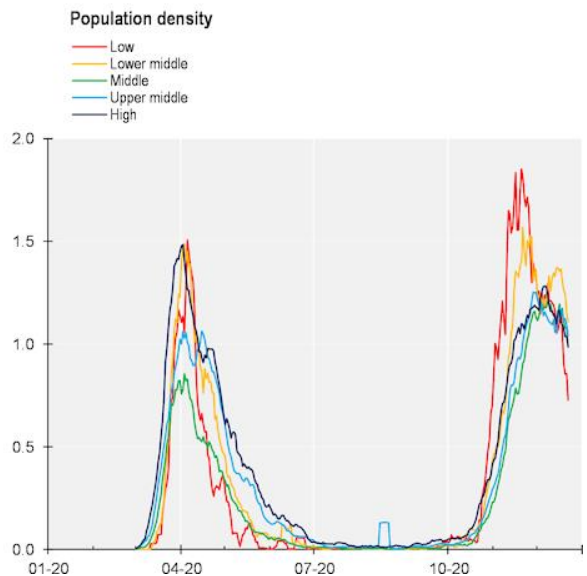 Population density
Low
Lower middle
Middle
Upper middle
High
2.0
1.5
1.0
0.5
0.0
01-20 04-20 07-20 10-20